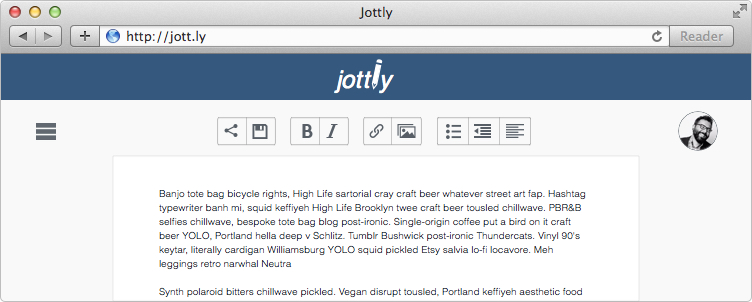 Jottly
http://jott.ly
Reader
jottly
B I
Banjo tote bag bicycle rights, High Life sartorial cray craft beer whatever street art fap. Hashtag
typewriter banh mi, squid keffiyeh High Life Brooklyn twee craft beer tousled chillwave. PBR&B
selfies chillwave, bespoke tote bag blog post-ironic. Single-origin coffee put a bird on it craft
beer YOLO, Portland hella deep v Schlitz. Tumblr Bushwick post-ironic Thundercats. Vinyl 90's
keytar, literally cardigan Williamsburg YOLO squid pickled Etsy salvia lo-fi locavore. Meh
leggings retro narwhal Neutra
Synth polaroid bitters chillwave pickled. Vegan disrupt tousled, Portland keffiyeh aesthetic food